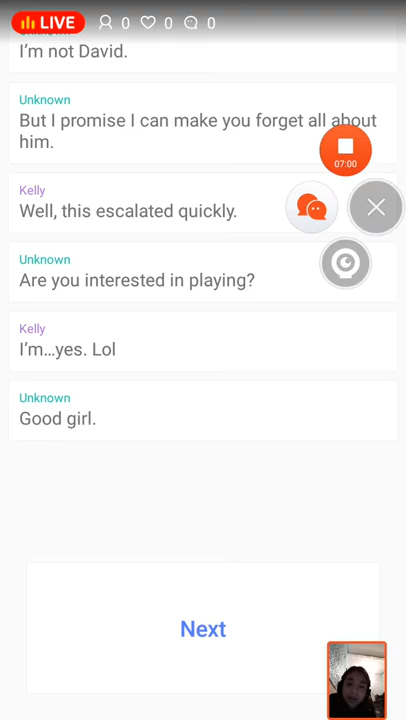 LIVE 0 0 0
I'm not David.
Unknown
But I promise I can make you forget all about
him.
07:00
Kelly
Well, this escalated quickly.
Unknown
Are you interested in playing?
Kelly
I'm...yes. Lol
Unknown
Good girl.
Next